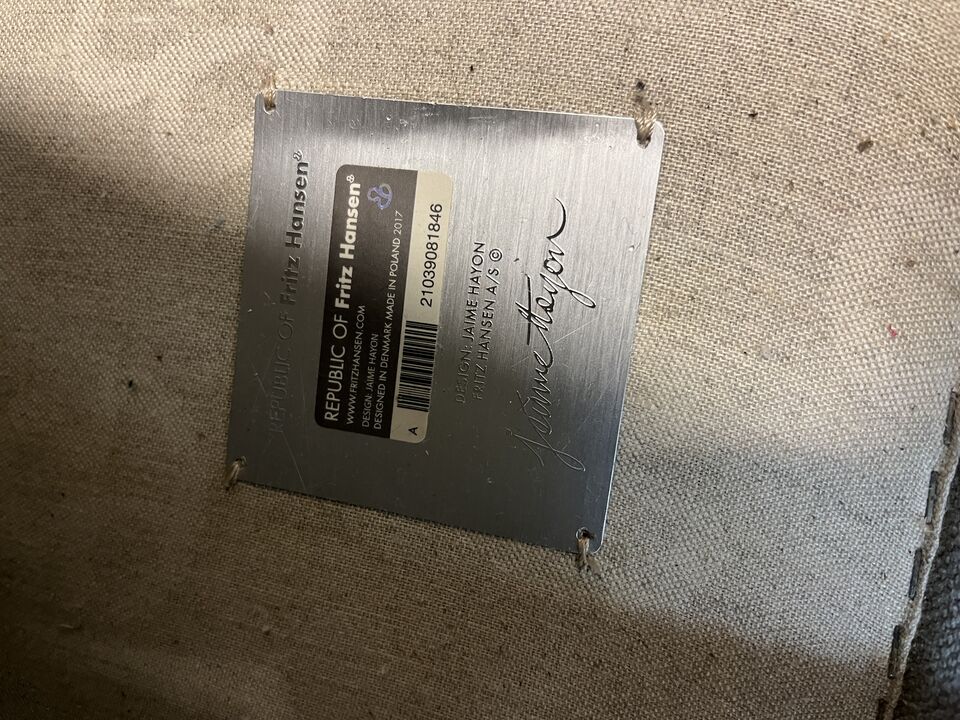 REPUBLIC OF Fritz Hansen
REPUBLIC OF Fritz Hansen
WWW.FRITZHANSEN.COM
DESIGN: JAIME HAYON
DESIGNED IN DENMARK MADE IN POLAND 2017
A 21039081846
DESIGN: JAIME HAYON
FRITZ HANSEN A/S ©
Jaime Hayon